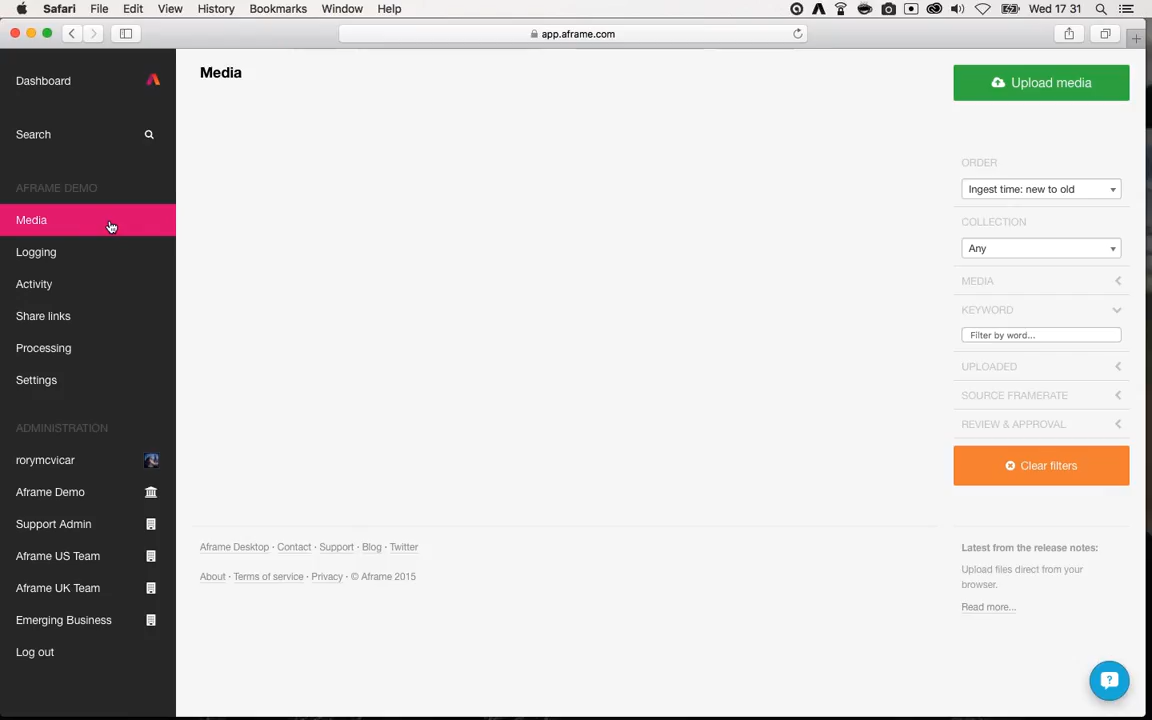 Safari File Edit View History Bookmarks Window Help Wed 17 31
app.aframe.com
Dashboard
Search
AFRAME DEMO
Media
Logging
Activity
Share links
Processing
Settings
ADMINISTRATION
rorymcvicar
Aframe Demo
Support Admin
Aframe US Team
Aframe UK Team
Emerging Business
Log out
Media
Upload media
ORDER
Ingest time: new to old
COLLECTION
Any
MEDIA
KEYWORD
Filter by word...
UPLOADED
SOURCE FRAMERATE
REVIEW & APPROVAL
Clear filters
Aframe Desktop · Contact · Support · Blog · Twitter
About · Terms of service · Privacy · © Aframe 2015
Latest from the release notes:
Upload files direct from your
browser.
Read more...